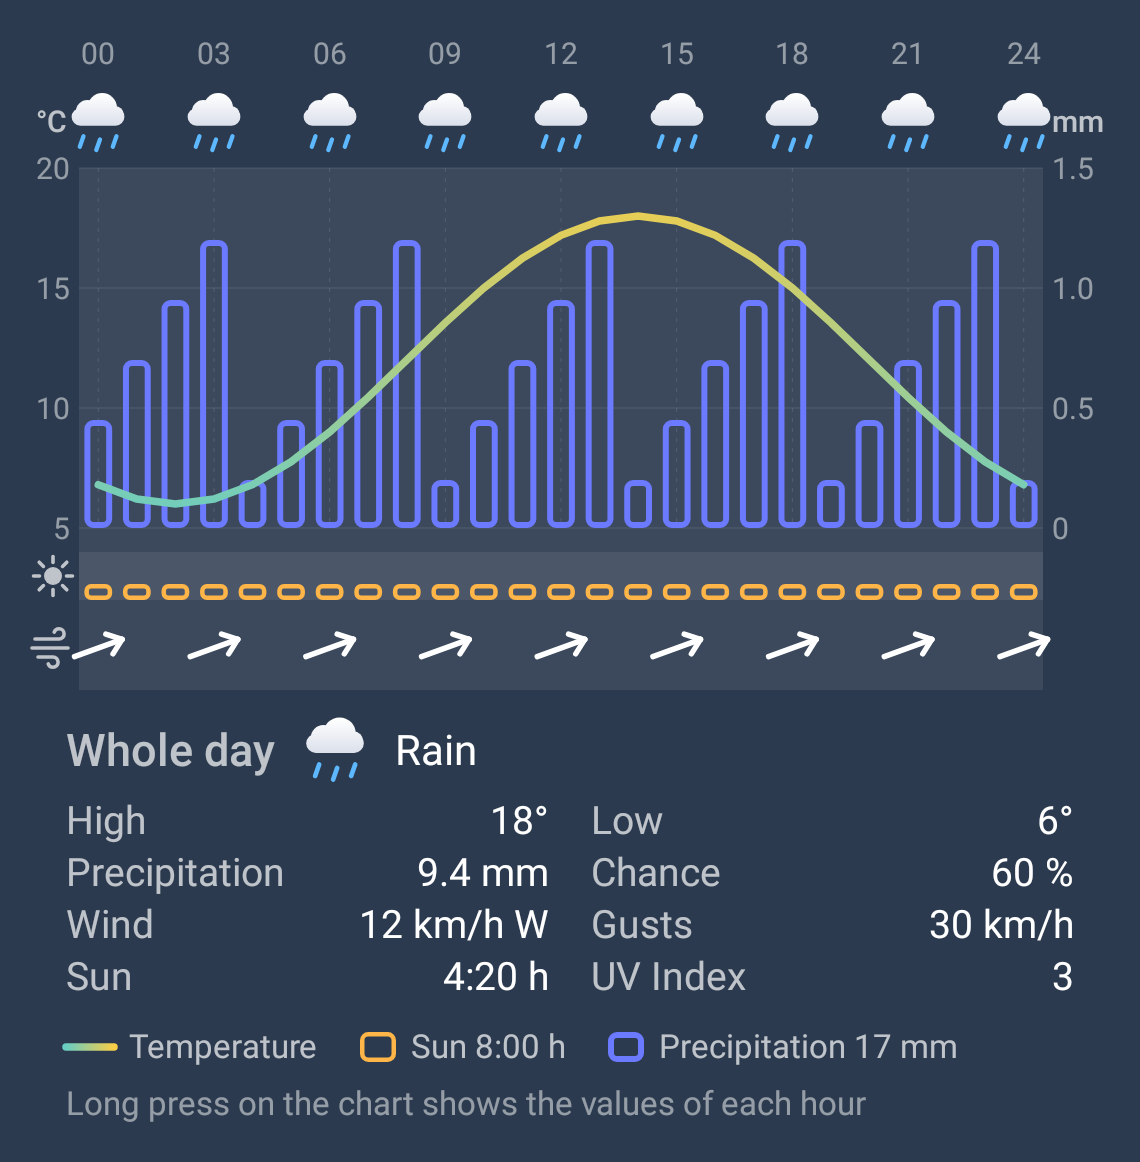 00 03 06 09 12 15 18 21 24
°C mm
20 1.5
15 1.0
10 0.5
5 0
Whole day Rain
High 18° Low 6°
Precipitation 9.4 mm Chance 60 %
Wind 12 km/h W Gusts 30 km/h
Sun 4:20 h UV Index 3
Temperature Sun 8:00 h Precipitation 17 mm
Long press on the chart shows the values of each hour